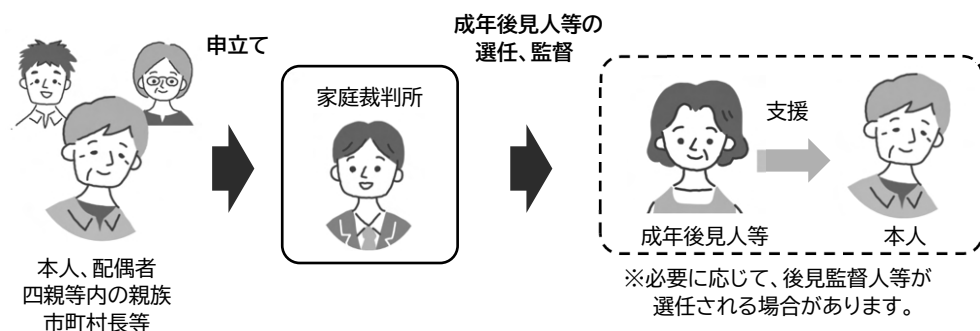 申立て
成年後見人等の
選任、監督
家庭裁判所
支援
成年後見人等
本人
本人、配偶者
四親等内の親族
市町村長等
※必要に応じて、後見監督人等が
選任される場合があります。